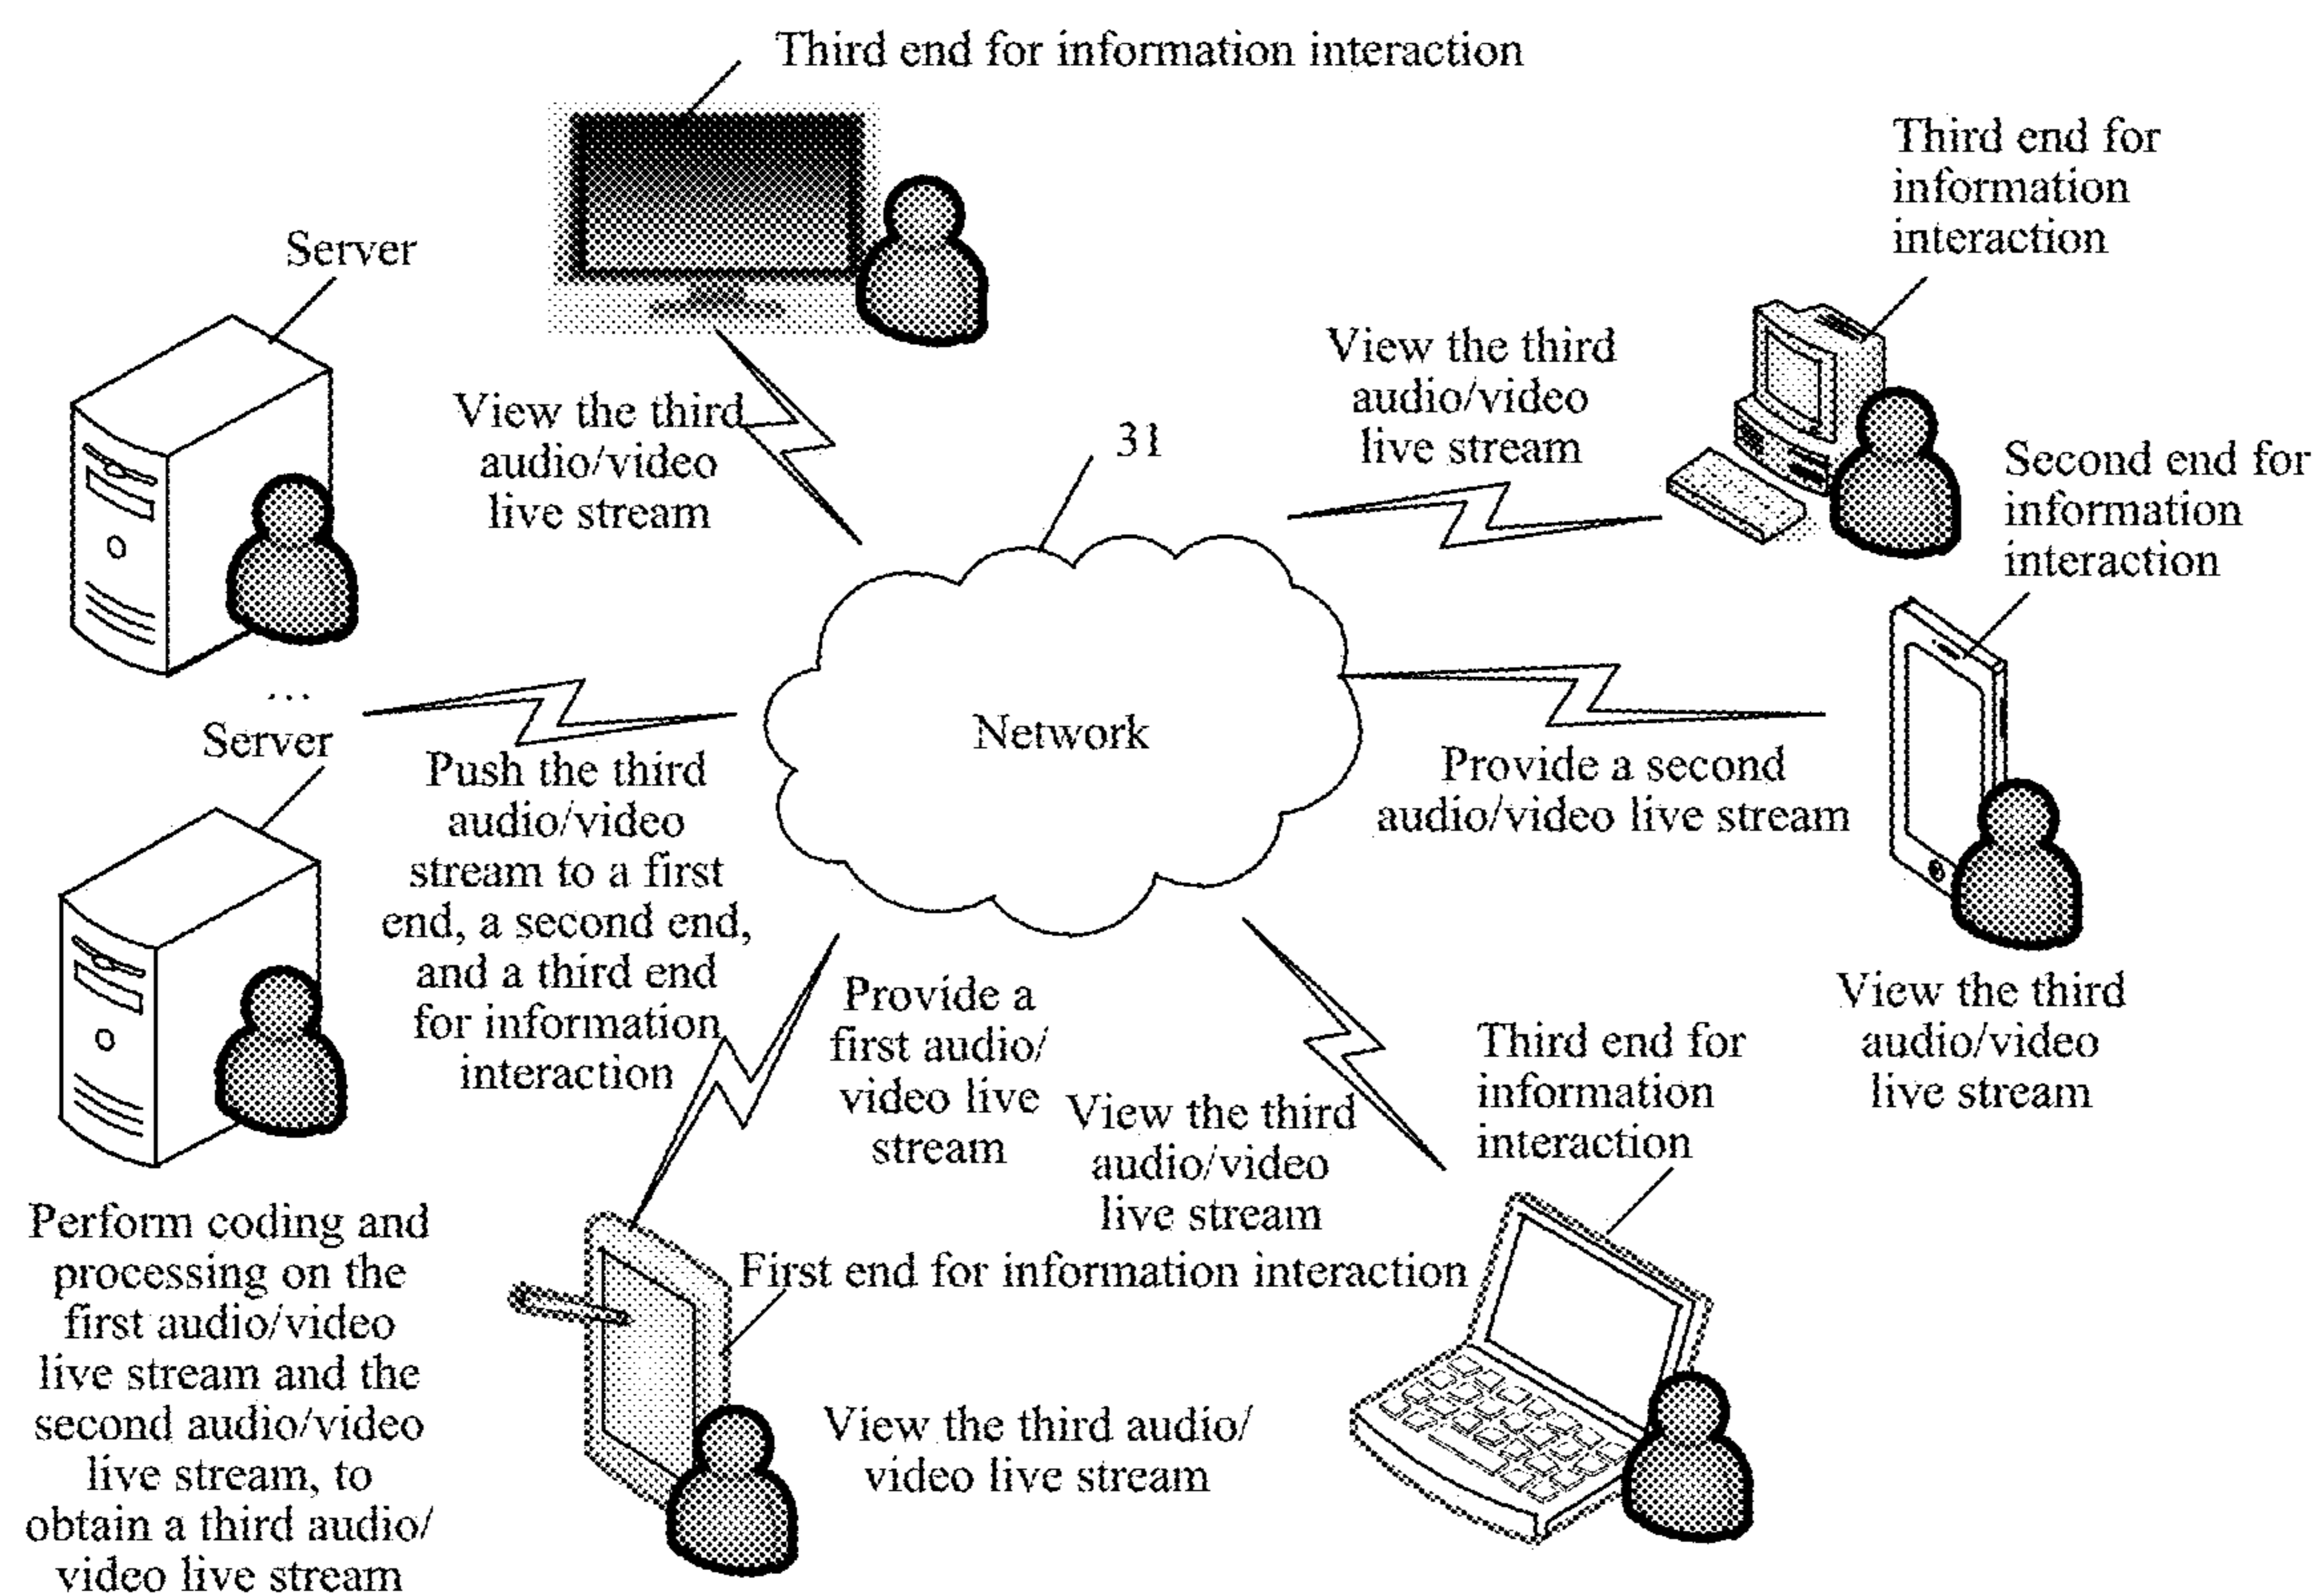 Third end for information interaction
Third end for
information
interaction
Server
View the third
audio/video
live stream
View the third
audio/video
live stream
31
Second end for
information
interaction
...
Server
Network
Push the third
audio/video
stream to a first
end, a second end,
and a third end
for information
interaction
Provide a second
audio/video live stream
View the third
audio/video
live stream
Provide a
first audio/
video live
stream
Third end for
information
interaction
View the third
audio/video
live stream
Perform coding and
processing on the
first audio/video
live stream and the
second audio/video
live stream, to
obtain a third audio/
video live stream
First end for information interaction
View the third audio/
video live stream